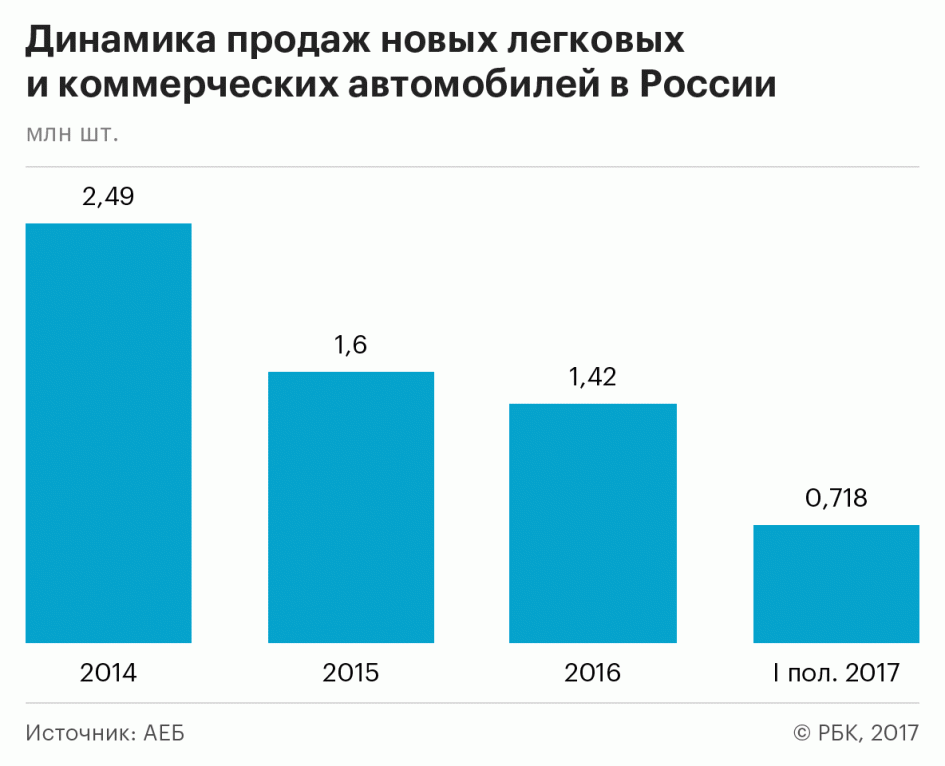 Динамика продаж новых легковых
и коммерческих автомобилей в России
млн шт.
2,49
1,6
1,42
0,718
2014
2015
2016
I пол. 2017
Источник: АЕБ
© РБК, 2017